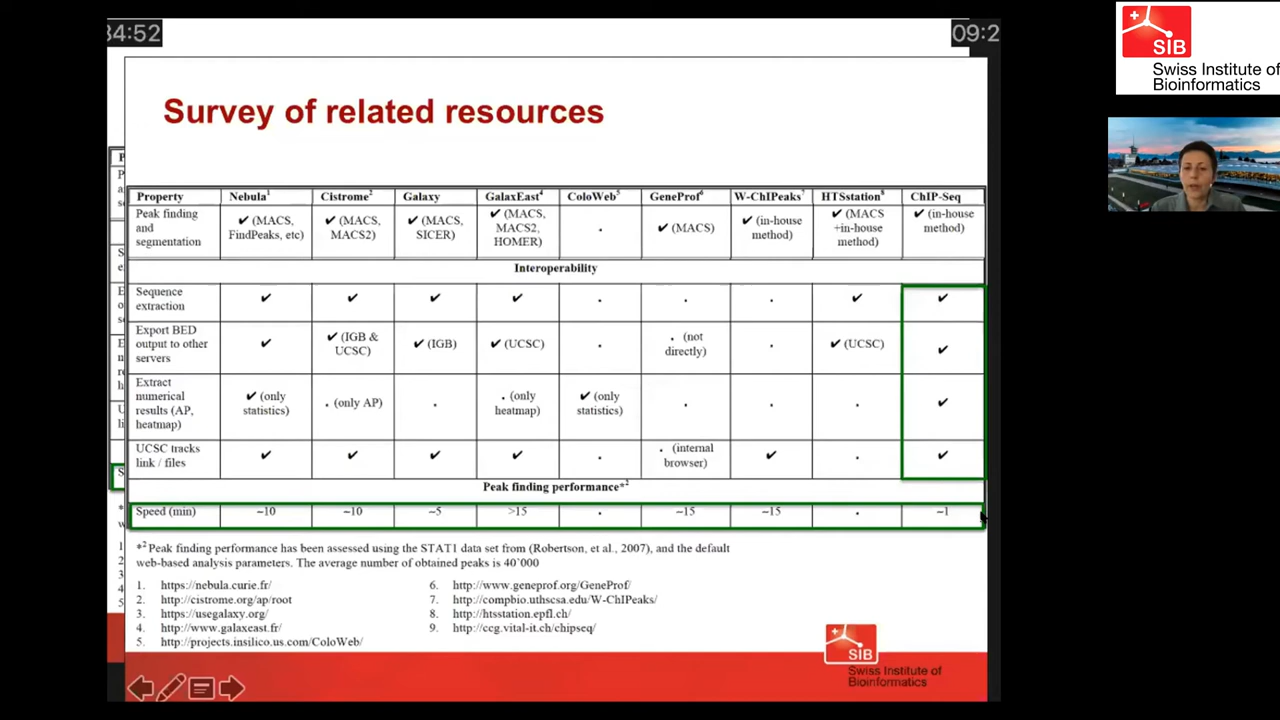 34:52
09:2
SIB
Swiss Institute of
Bioinformatics
Survey of related resources
Property Nebula1 Cistrome2 Galaxy GalaxEast4 ColoWeb5 GeneProf6 W-ChIPeaks7 HTSstation8 ChIP-Seq
Peak finding and segmentation ✔ (MACS, FindPeaks, etc) ✔ (MACS, MACS2) ✔ (MACS, SICER) ✔ (MACS, MACS2, HOMER) . ✔ (MACS) ✔ (in-house method) ✔ (MACS +in-house method) ✔ (in-house method)
Interoperability
Sequence extraction ✔ ✔ ✔ ✔ . . . ✔ ✔
Export BED output to other servers ✔ ✔ (IGB & UCSC) ✔ (IGB) ✔ (UCSC) . . (not directly) . ✔ (UCSC) ✔
Extract numerical results (AP, heatmap) ✔ (only statistics) . (only AP) . . (only heatmap) ✔ (only statistics) . . . ✔
UCSC tracks link / files ✔ ✔ ✔ ✔ . . (internal browser) ✔ . ✔
Peak finding performance*2
Speed (min) ~10 ~10 ~5 >15 . ~15 ~15 . ~1
*2 Peak finding performance has been assessed using the STAT1 data set from (Robertson, et al., 2007), and the default
web-based analysis parameters. The average number of obtained peaks is 40'000
1. https://nebula.curie.fr/
2. http://cistrome.org/ap/root
3. https://usegalaxy.org/
4. http://www.galaxeast.fr/
5. http://projects.insilico.us.com/ColoWeb/
6. http://www.geneprof.org/GeneProf/
7. http://compbio.uthscsa.edu/W-ChIPeaks/
8. http://htsstation.epfl.ch/
9. http://ccg.vital-it.ch/chipseq/
SIB
Swiss Institute of
Bioinformatics